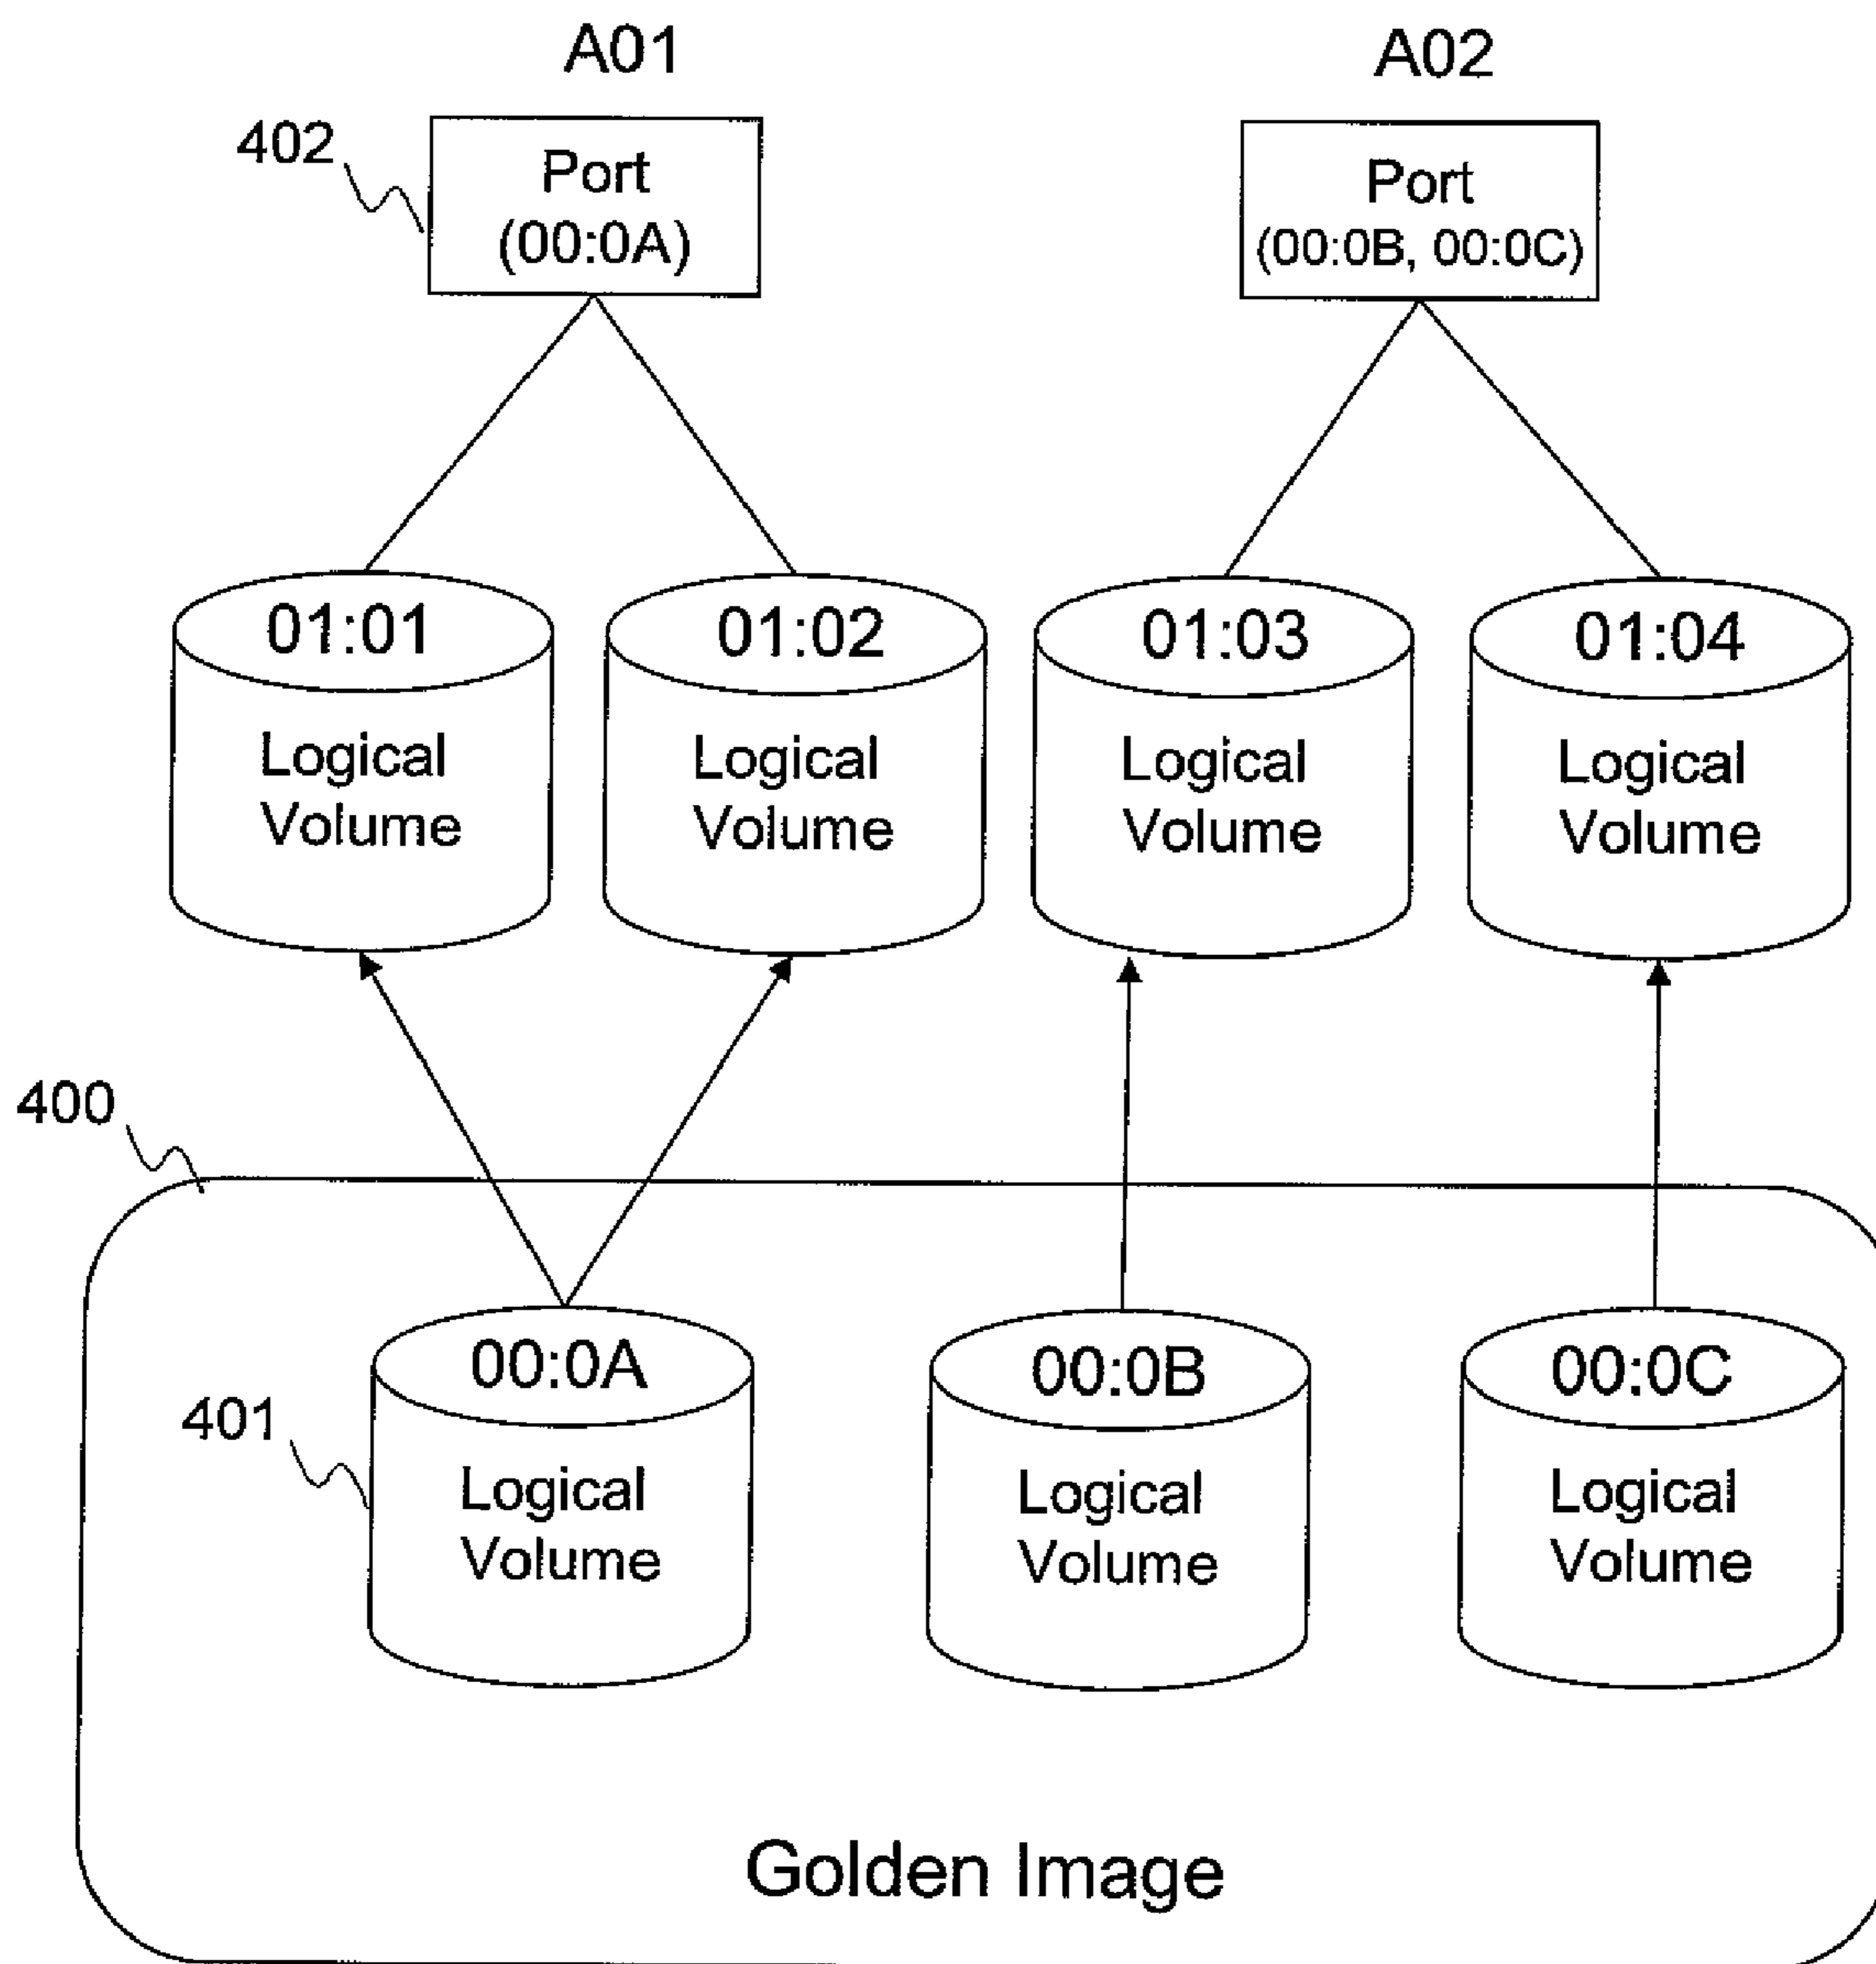 A01
A02
402
Port
(00:0A)
Port
(00:0B, 00:0C)
01:01
Logical
Volume
01:02
Logical
Volume
01:03
Logical
Volume
01:04
Logical
Volume
400
00:0A
Logical
Volume
401
00:0B
Logical
Volume
00:0C
Logical
Volume
Golden Image